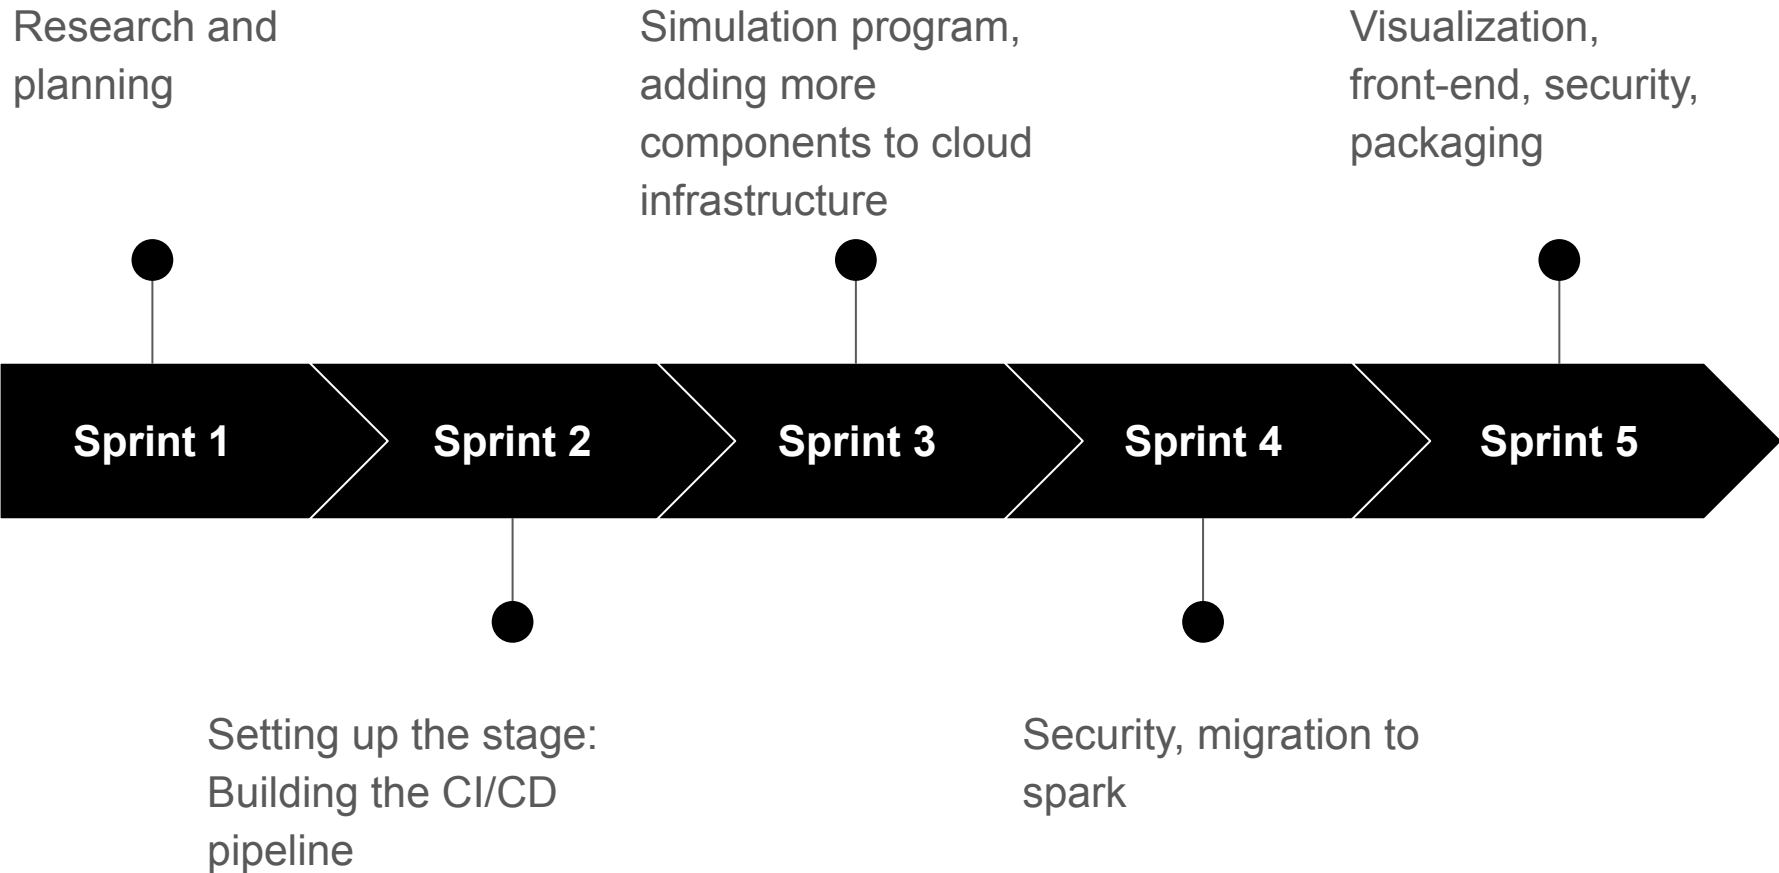 Research and
planning
Simulation program,
adding more
components to cloud
infrastructure
Visualization,
front-end, security,
packaging
Sprint 1
Sprint 2
Sprint 3
Sprint 4
Sprint 5
Setting up the stage:
Building the CI/CD
pipeline
Security, migration to
spark